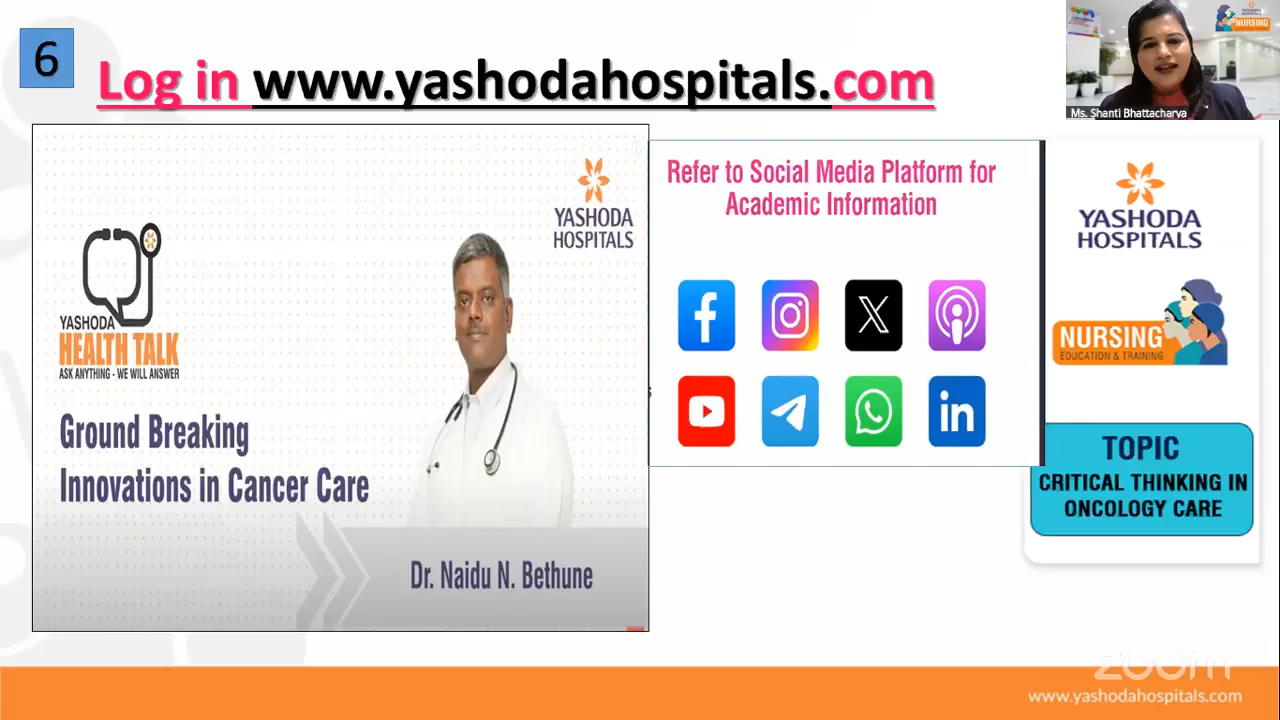 6
Log in www.yashodahospitals.com
YASHODA
HOSPITALS
NURSING
Ms. Shanti Bhattacharya
YASHODA
HOSPITALS
YASHODA
HEALTH TALK
ASK ANYTHING - WE WILL ANSWER
Ground Breaking
Innovations in Cancer Care
Dr. Naidu N. Bethune
Refer to Social Media Platform for
Academic Information
YASHODA
HOSPITALS
NURSING
EDUCATION & TRAINING
TOPIC
CRITICAL THINKING IN
ONCOLOGY CARE
zoom
www.yashodahospitals.com